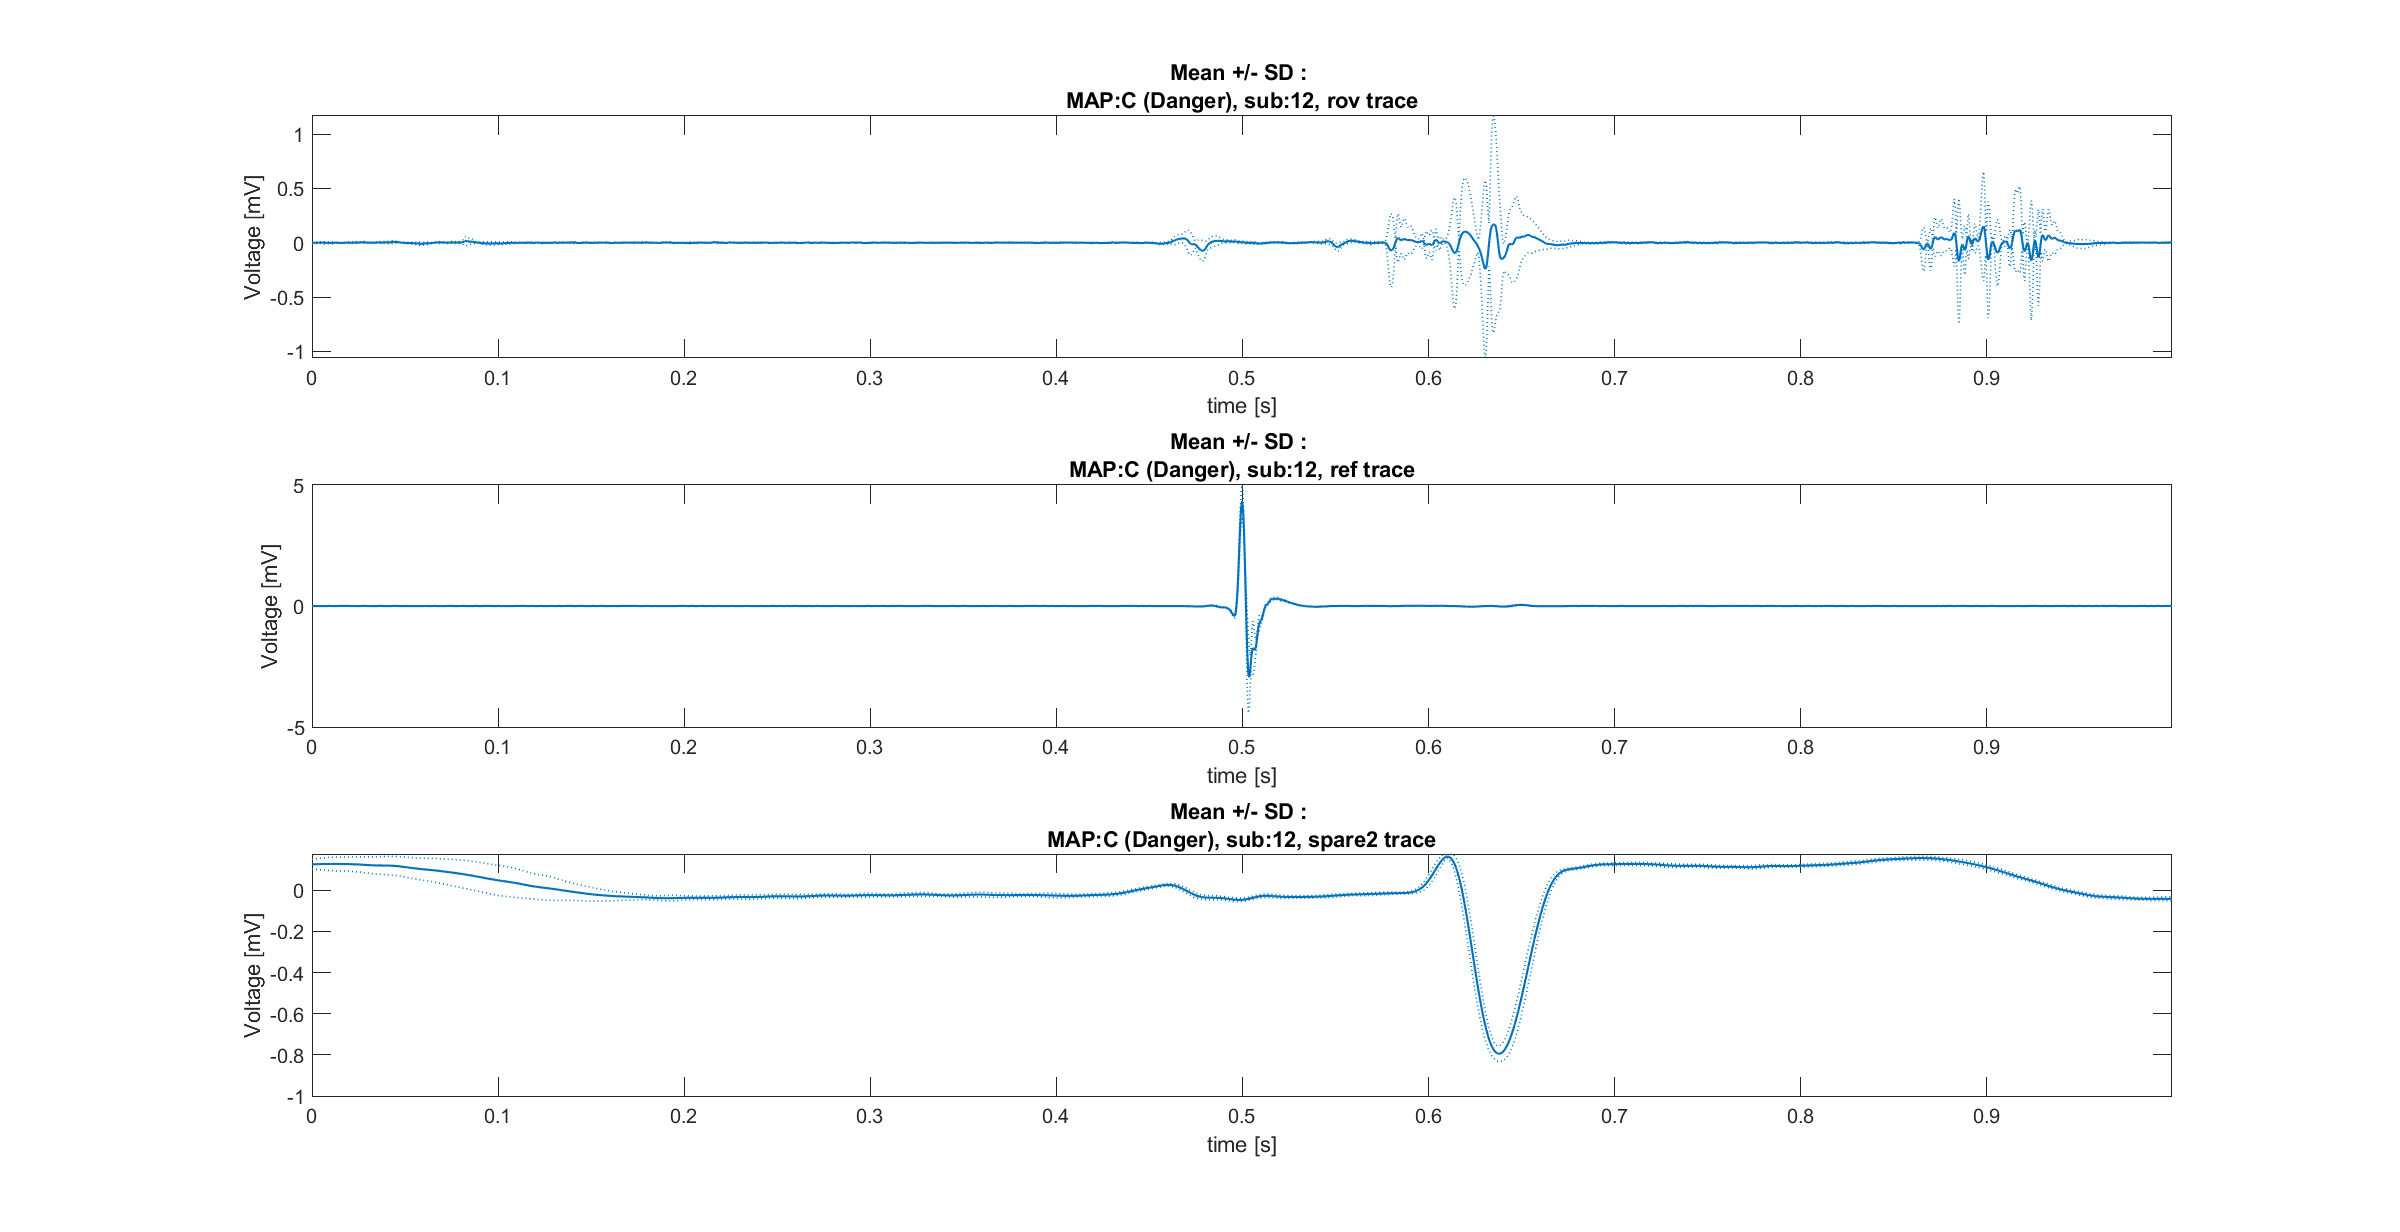 Mean +/- SD :
MAP:C (Danger), sub:12, rov trace
Voltage [mV]
1
0.5
0
-0.5
-1
0 0.1 0.2 0.3 0.4 0.5 0.6 0.7 0.8 0.9
time [s]
Mean +/- SD :
MAP:C (Danger), sub:12, ref trace
Voltage [mV]
5
0
-5
0 0.1 0.2 0.3 0.4 0.5 0.6 0.7 0.8 0.9
time [s]
Mean +/- SD :
MAP:C (Danger), sub:12, spare2 trace
Voltage [mV]
0
-0.2
-0.4
-0.6
-0.8
-1
0 0.1 0.2 0.3 0.4 0.5 0.6 0.7 0.8 0.9
time [s]